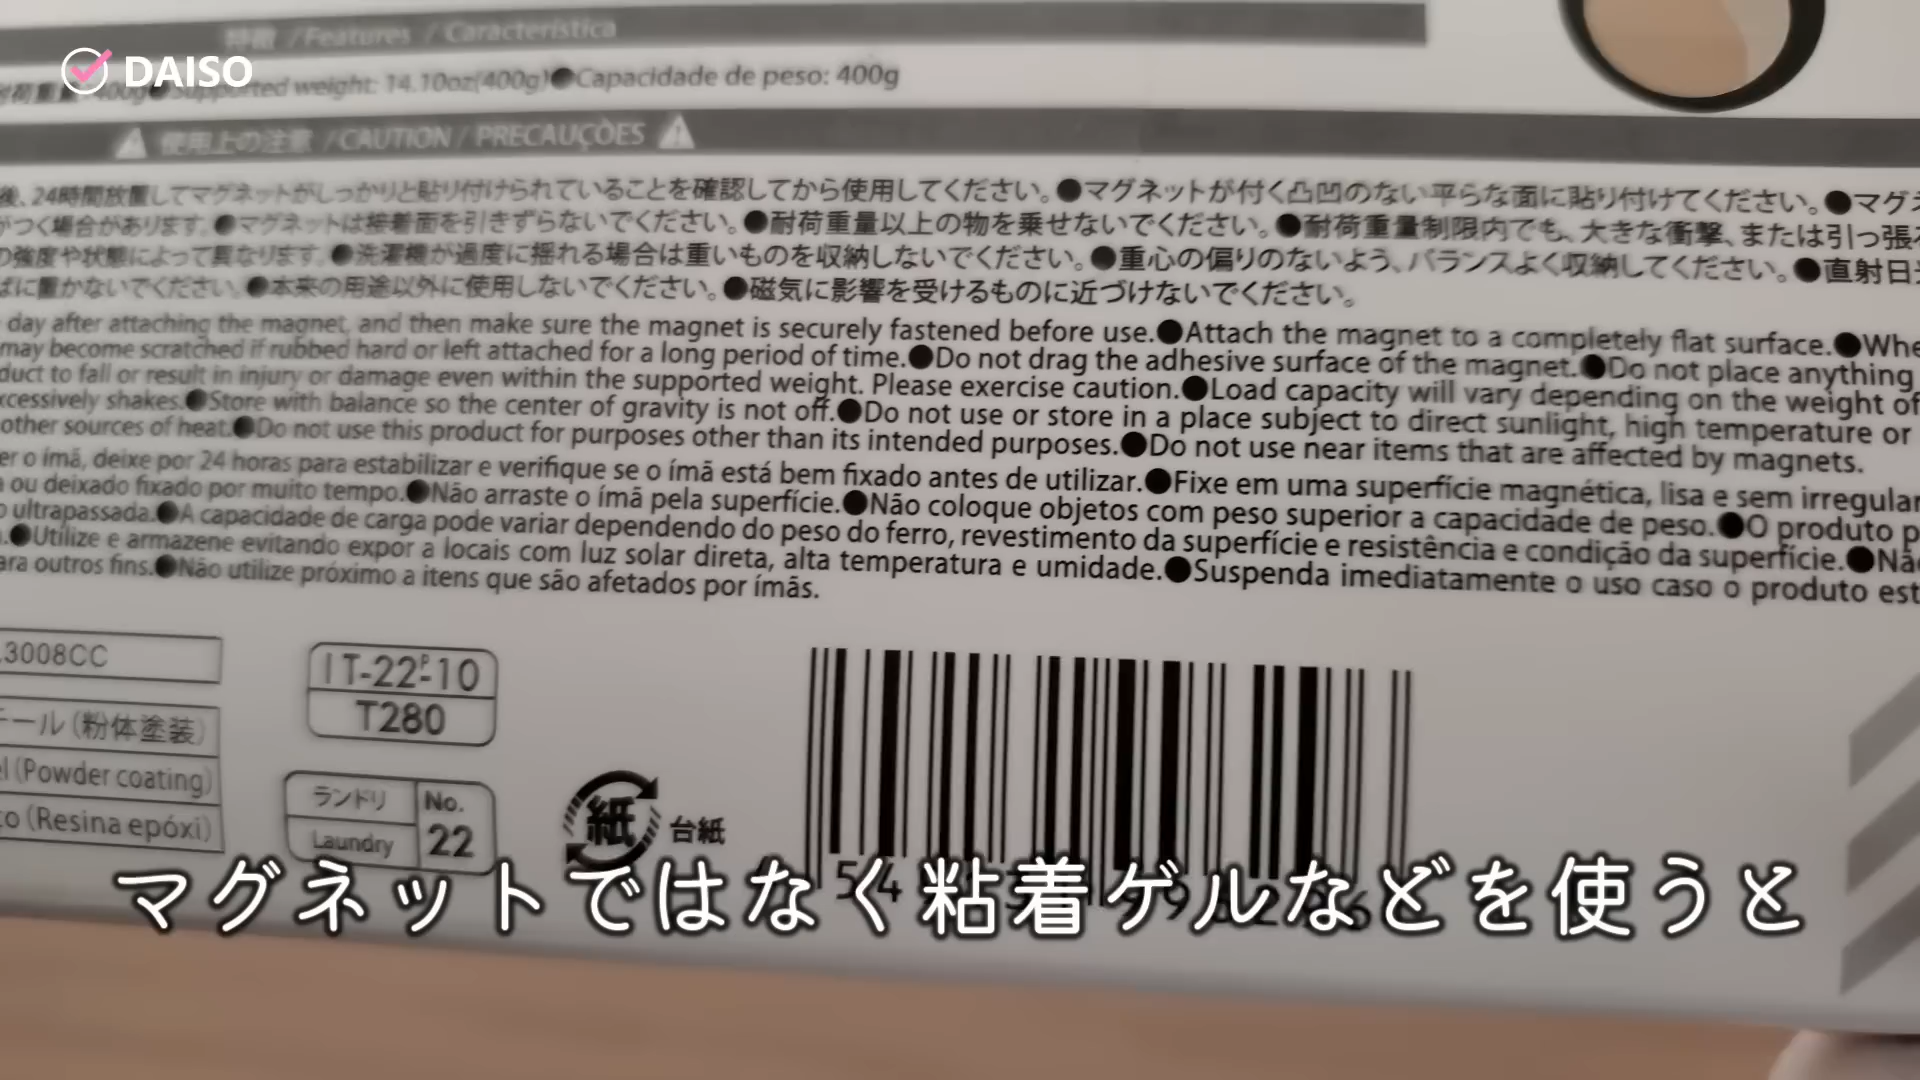 DAISO
特徴 / Features / Característica
耐荷重量:400g●Supported weight: 14.10oz(400g)●Capacidade de peso: 400g
使用上の注意 / CAUTION / PRECAUÇÕES
後、24時間放置してマグネットがしっかりと貼り付けられていることを確認してから使用してください。●マグネットが付く凸凹のない平らな面に貼り付けてください。●マグネ
がつく場合があります。●マグネットは接着面を引きずらないでください。●耐荷重量以上の物を乗せないでください。●耐荷重量制限内でも、大きな衝撃、または引っ張
の強度や状態によって異なります。●洗濯機が過度に揺れる場合は重いものを収納しないでください。●重心の偏りのないよう、バランスよく収納してください。●直射日
ばに置かないでください。●本来の用途以外に使用しないでください。●磁気に影響を受けるものに近づけないでください。
day after attaching the magnet, and then make sure the magnet is securely fastened before use.●Attach the magnet to a completely flat surface.●Whe
may become scratched if rubbed hard or left attached for a long period of time.●Do not drag the adhesive surface of the magnet.●Do not place anything
duct to fall or result in injury or damage even within the supported weight. Please exercise caution.●Load capacity will vary depending on the weight of
xcessively shakes.●Store with balance so the center of gravity is not off.●Do not use or store in a place subject to direct sunlight, high temperature or
other sources of heat.●Do not use this product for purposes other than its intended purposes.●Do not use near items that are affected by magnets.
er o ímã, deixe por 24 horas para estabilizar e verifique se o ímã está bem fixado antes de utilizar.●Fixe em uma superfície magnética, lisa e sem irregular
ou deixado fixado por muito tempo.●Não arraste o ímã pela superfície.●Não coloque objetos com peso superior a capacidade de peso.●O produto p
o ultrapassada.●A capacidade de carga pode variar dependendo do peso do ferro, revestimento da superfície e resistência e condição da superfície.●Nã
●Utilize e armazene evitando expor a locais com luz solar direta, alta temperatura e umidade.●Suspenda imediatamente o uso caso o produto est
ara outros fins.●Não utilize próximo a itens que são afetados por ímãs.
.3008CC
IT-22-P-10
T280
チール(粉体塗装)
el(Powder coating)
ço(Resina epóxi)
ランドリ
Laundry
No.
22
紙
台紙
マグネットではなく粘着ゲルなどを使うと